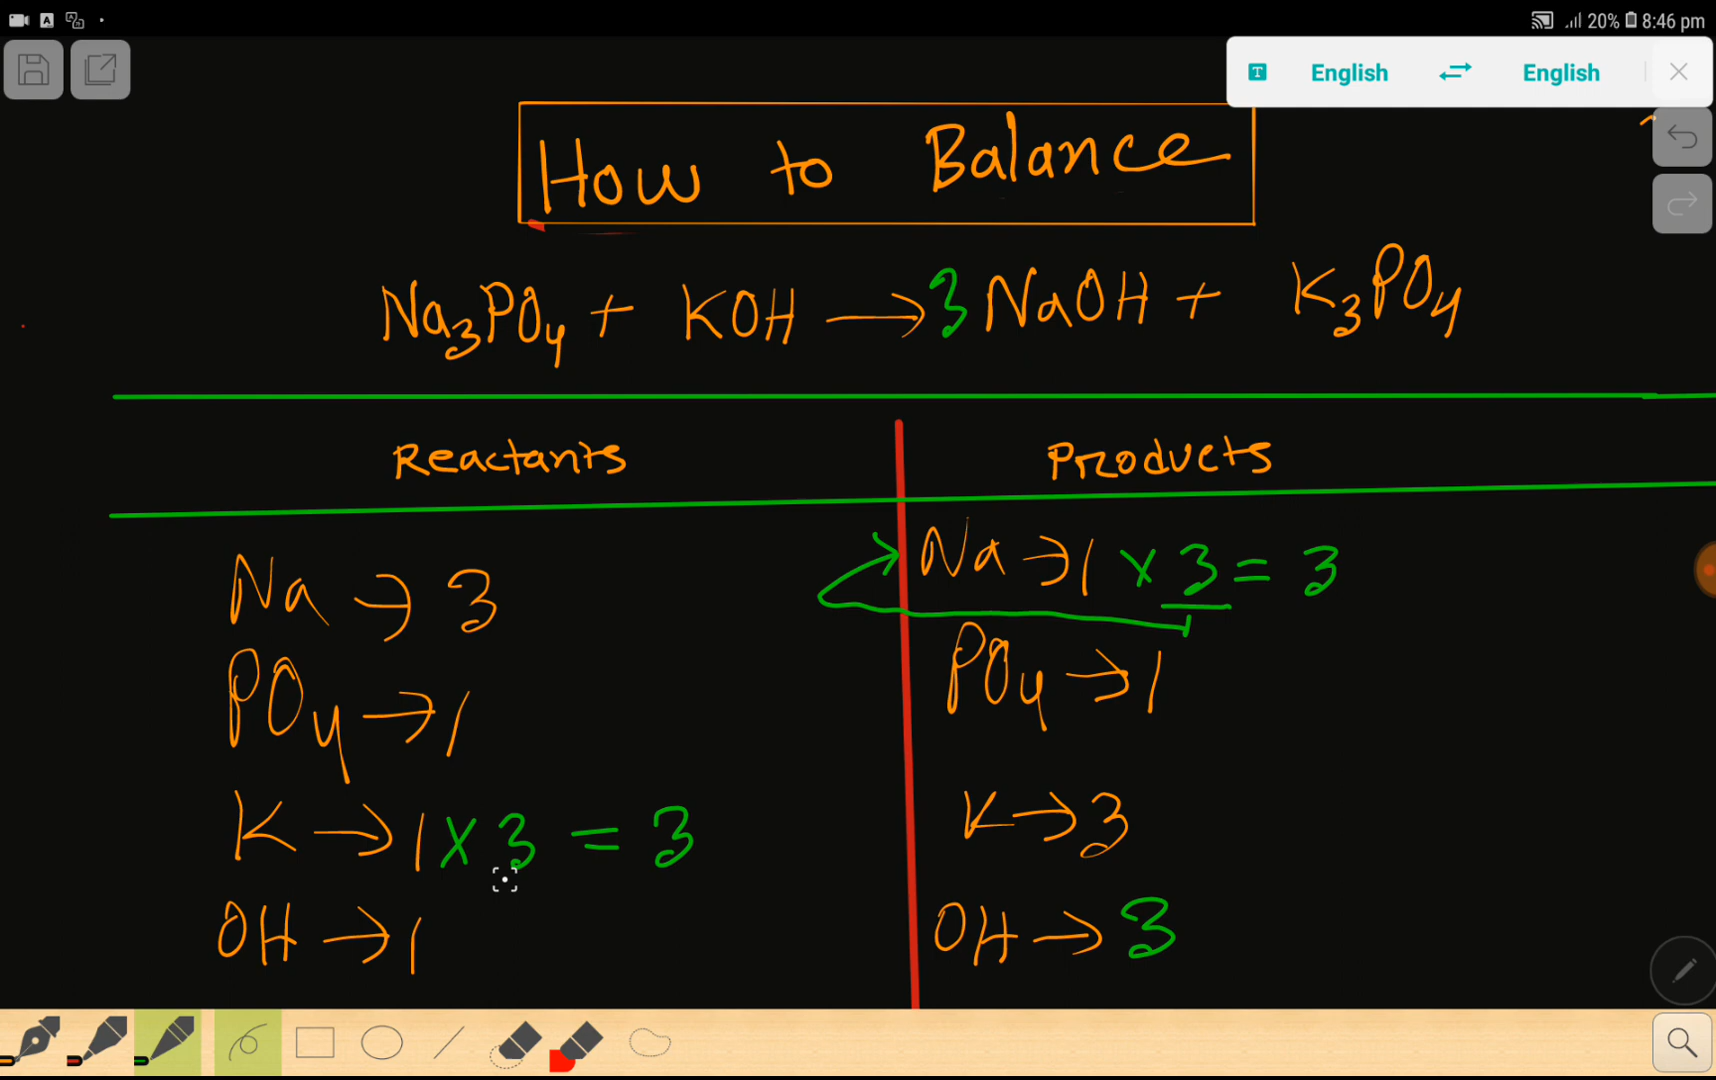 20% 8:46 pm
English English
How to Balance
Na₃PO₄ + KOH → 3 NaOH + K₃PO₄
Reactants Products
Na → 3 Na → 1 × 3 = 3
PO₄ → 1 PO₄ → 1
K → 1 × 3 = 3 K → 3
OH → 1 OH → 3